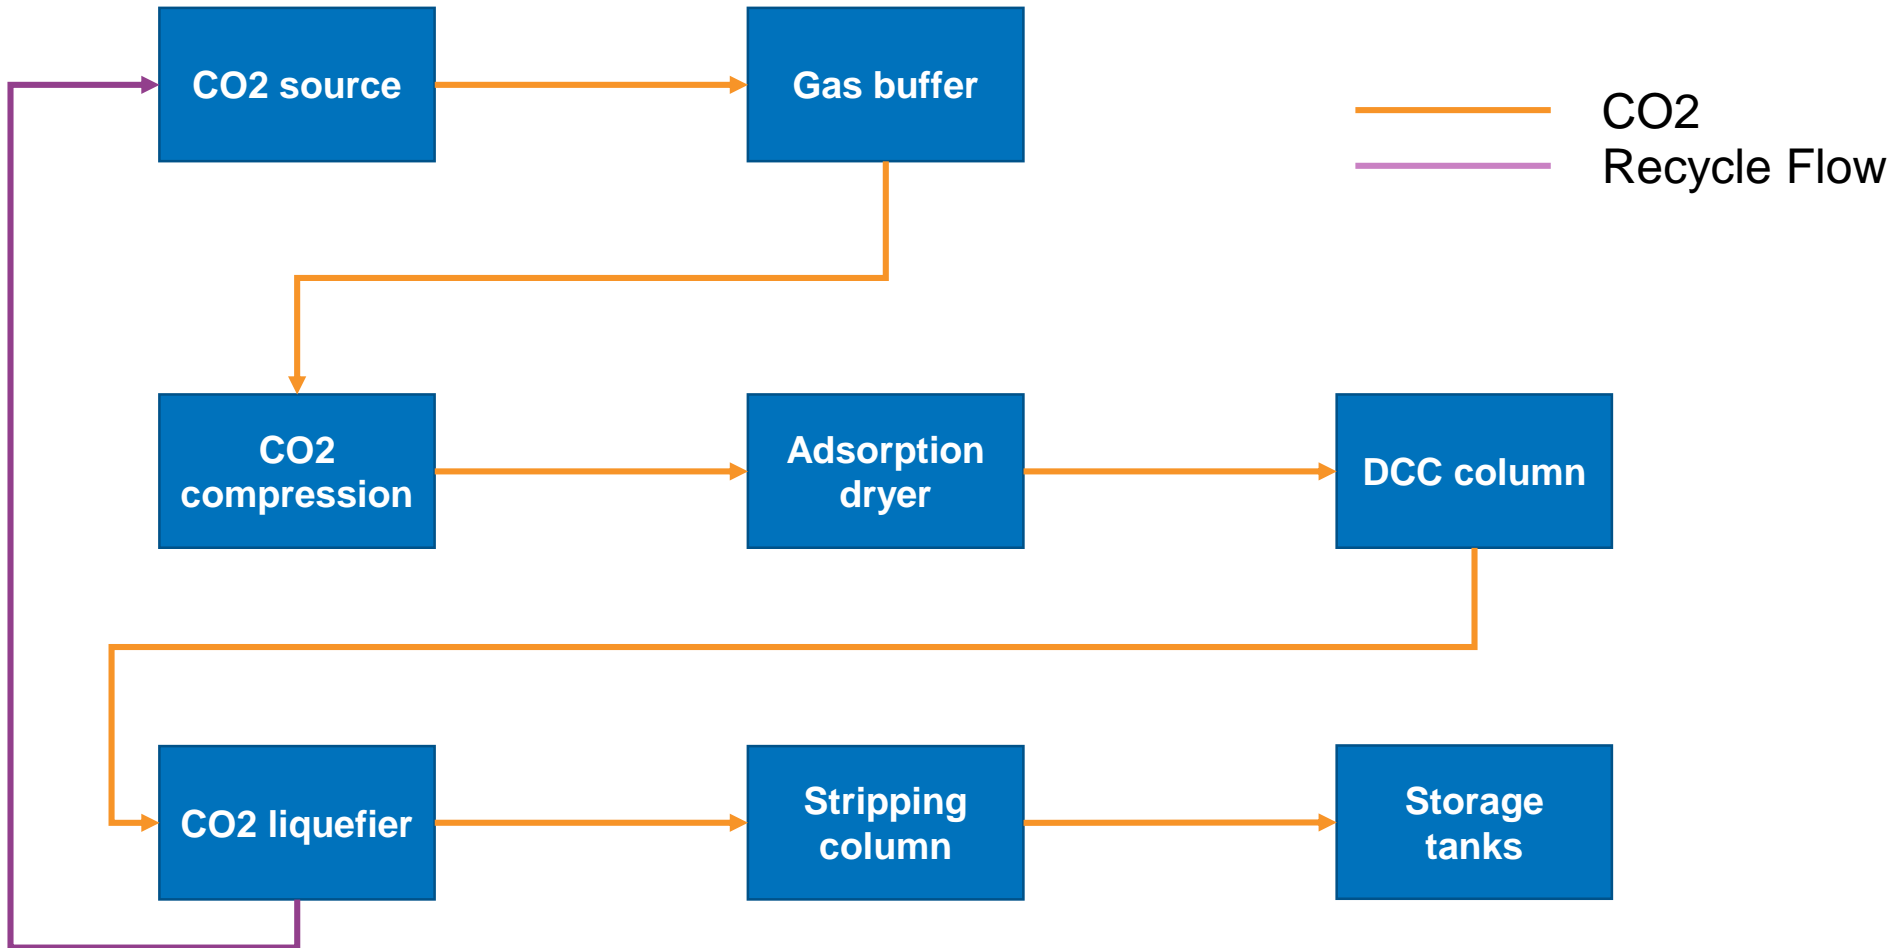 CO2 source
Gas buffer
CO2
Recycle Flow
CO2
compression
Adsorption
dryer
DCC column
CO2 liquefier
Stripping
column
Storage
tanks